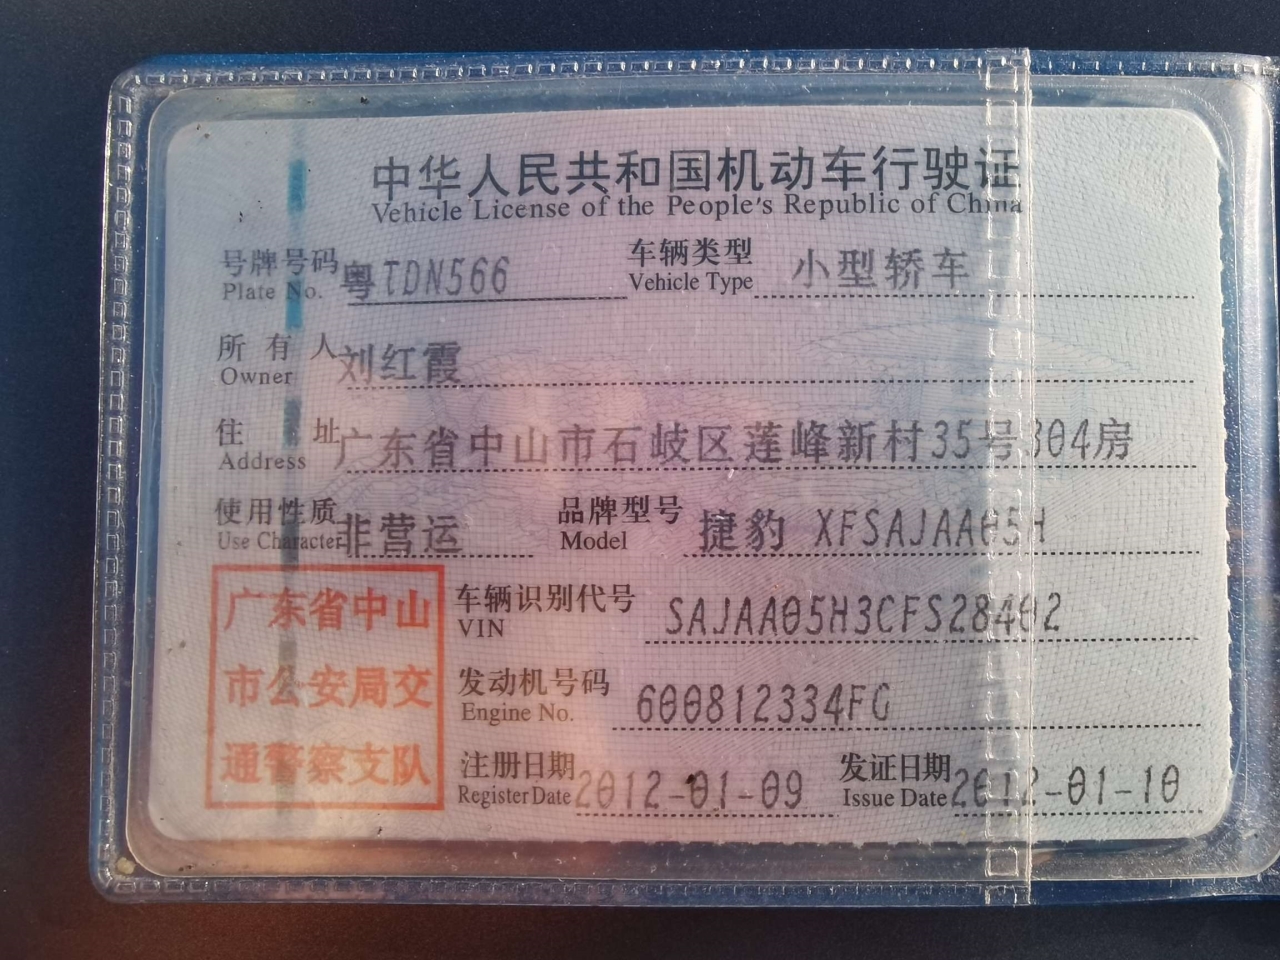 中华人民共和国机动车行驶证
Vehicle License of the People's Republic of China
号牌号码 粤TDN566 车辆类型 小型轿车
Plate No. Vehicle Type
所有人 刘红霞
Owner
住址 广东省中山市石岐区莲峰新村35号304房
Address
使用性质 非营运 品牌型号 捷豹 XFSAJAA05H
Use Character Model
广东省中山
市公安局交
通警察支队
车辆识别代号 SAJAA05H3CFS28402
VIN
发动机号码 600812334FG
Engine No.
注册日期 2012-01-09 发证日期 2012-01-10
Register Date Issue Date